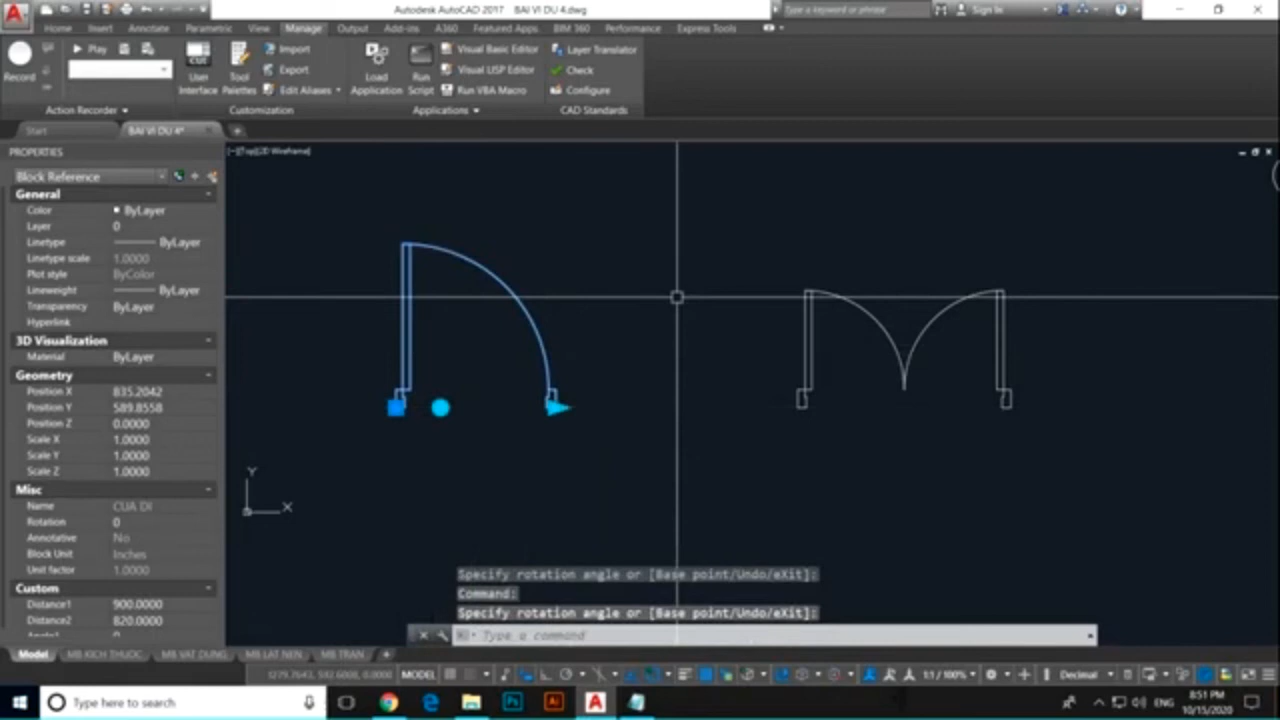 Autodesk AutoCAD 2017 BAI VI DU 4.dwg
Type a keyword or phrase
Sign In
Home Insert Annotate Parametric View Manage Output Add-ins A360 Featured Apps BIM 360 Performance Express Tools
Record
Play
User Interface
Tool Palettes
Import
Export
Edit Aliases
Load Application
Run Script
Visual Basic Editor
Visual LISP Editor
Run VBA Macro
Layer Translator
Check
Configure
Action Recorder
Customization
Applications
CAD Standards
Start
BAI VI DU 4*
PROPERTIES
[−][Top][2D Wireframe]
Block Reference
General
Color ByLayer
Layer 0
Linetype ByLayer
Linetype scale 1.0000
Plot style ByColor
Lineweight ByLayer
Transparency ByLayer
Hyperlink
3D Visualization
Material ByLayer
Geometry
Position X 835.2042
Position Y 589.8558
Position Z 0.0000
Scale X 1.0000
Scale Y 1.0000
Scale Z 1.0000
Misc
Name CUA DI
Rotation 0
Annotative No
Block Unit Inches
Unit factor 1.0000
Custom
Distance1 900.0000
Distance2 820.0000
Y
X
Specify rotation angle or [Base point/Undo/eXit]:
Command:
Specify rotation angle or [Base point/Undo/eXit]:
Type a command
Model MB KICH THUOC MB VAT DUNG MB LAT NEN MB TRAN
MODEL
1:1 / 100%
Decimal
Type here to search
ENG
8:51 PM
10/15/2020